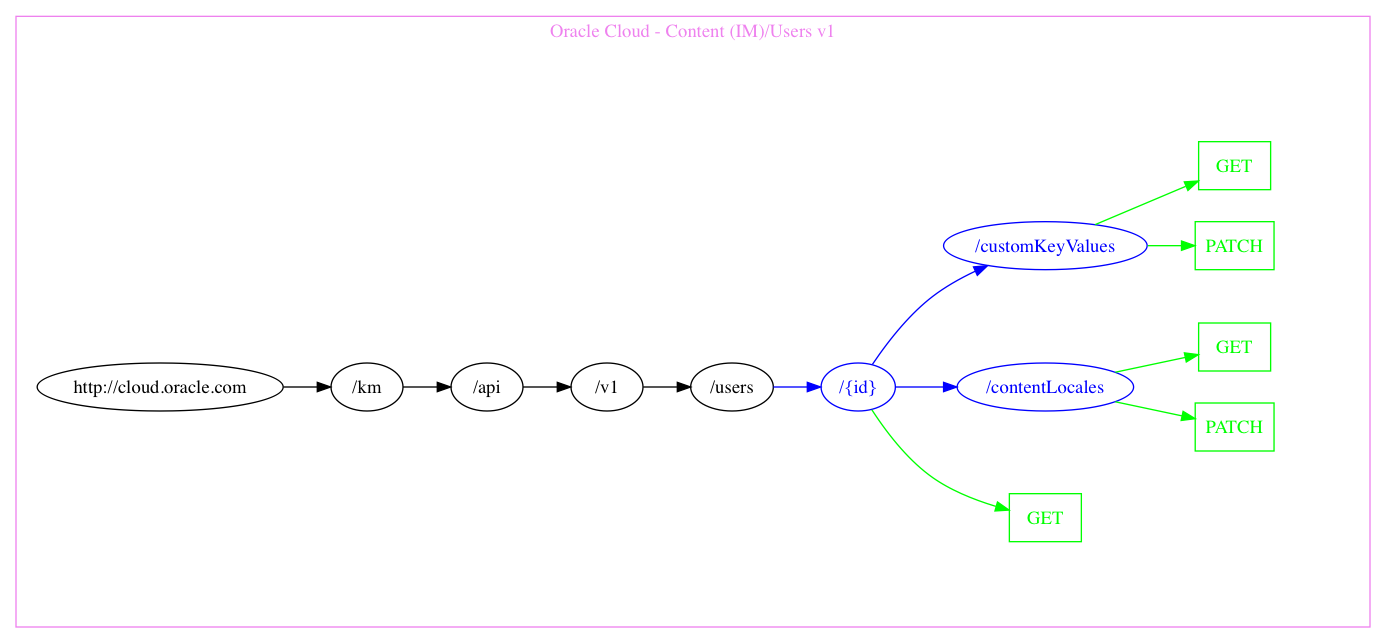 Oracle Cloud - Content (IM)/Users v1
http://cloud.oracle.com
/km
/api
/v1
/users
/{id}
/customKeyValues
GET
PATCH
/contentLocales
GET
PATCH
GET